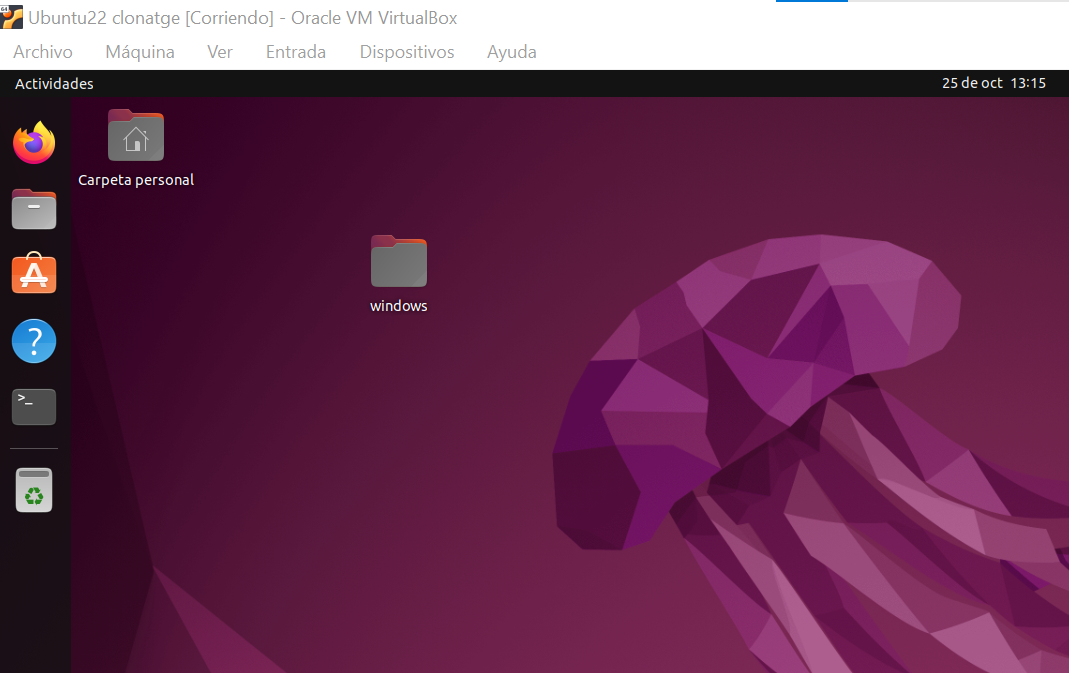 Ubuntu22 clonatge [Corriendo] - Oracle VM VirtualBox
Archivo Máquina Ver Entrada Dispositivos Ayuda
Actividades 25 de oct 13:15
Carpeta personal
windows